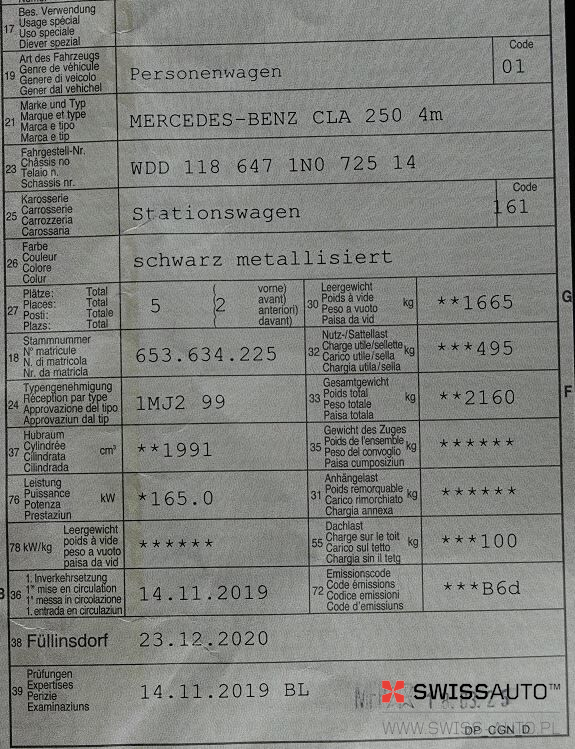 17 Bes. Verwendung
Usage spécial
Uso speciale
Diever spezial
19 Art des Fahrzeugs
Genre de véhicule
Genere di veicolo
Gener dal vehichel
Personenwagen
Code
01
21 Marke und Typ
Marque et type
Marca e tipo
Marca e tip
MERCEDES-BENZ CLA 250 4m
23 Fahrgestell-Nr.
Châssis no
Telaio n.
Schassis nr.
WDD 118 647 1N0 725 14
25 Karosserie
Carrosserie
Carrozzeria
Carossaria
Stationswagen
Code
161
26 Farbe
Couleur
Colore
Colur
schwarz metallisiert
27 Plätze: Total
Places: Total
Posti: Totale
Plazs: Total
5 2
vorne)
avant)
anteriori)
davant)
30 Leergewicht
Poids à vide
Peso a vuoto
Paisa da vid
kg **1665
G
18 Stammnummer
N° matricule
N. di matricola
Nr. da matricla
653.634.225
32 Nutz-/Sattellast
Charge utile/sellette
Carico utile/sella
Chargia utila/sella
kg ***495
24 Typengenehmigung
Réception par type
Approvazione del tipo
Approvaziun dal tip
1MJ2 99
33 Gesamtgewicht
Poids total
Peso totale
Paisa totala
kg **2160
F
37 Hubraum
Cylindrée
Cilindrata
Cilindrada
cm³ **1991
35 Gewicht des Zuges
Poids de l'ensemble
Peso del convoglio
Paisa cumposiziun
kg ******
76 Leistung
Puissance
Potenza
Prestaziun
kW *165.0
31 Anhängelast
Poids remorquable
Carico rimorchiato
Chargia annexa
kg ******
78 kW/kg Leergewicht
poids à vide
peso a vuoto
paisa da vid
******
55 Dachlast
Charge sur le toit
Carico sul tetto
Chargia sin il tetg
kg ***100
B 36 1. Inverkehrsetzung
1re mise en circulation
1a messa in circolazione
1. entrada en circulaziun
14.11.2019
72 Emissionscode
Code émissions
Codice emissioni
Code d'emissiuns
***B6d
38 Füllinsdorf 23.12.2020
39 Prüfungen
Expertises
Perizie
Examinaziuns
14.11.2019 BL
SWISSAUTO™
WWW.SWISS-AUTO.PL
DP CGN D